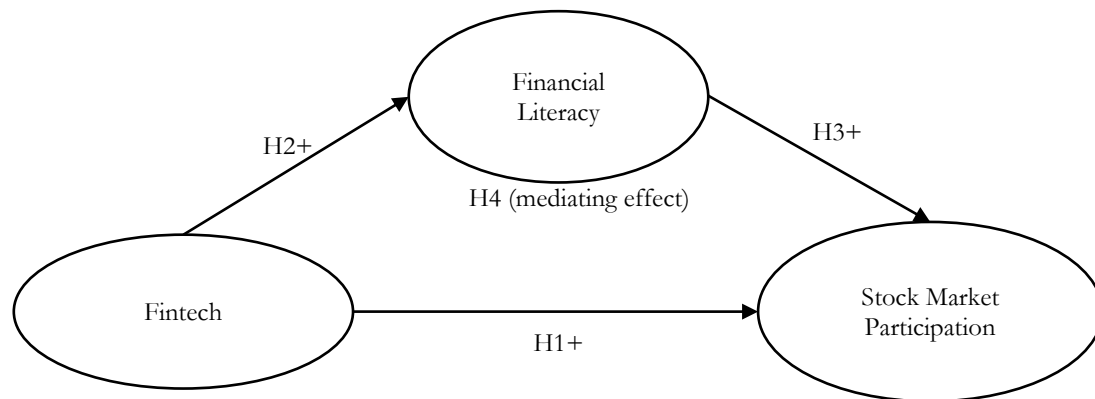 Financial
Literacy
H2+
H3+
H4 (mediating effect)
Fintech
Stock Market
Participation
H1+